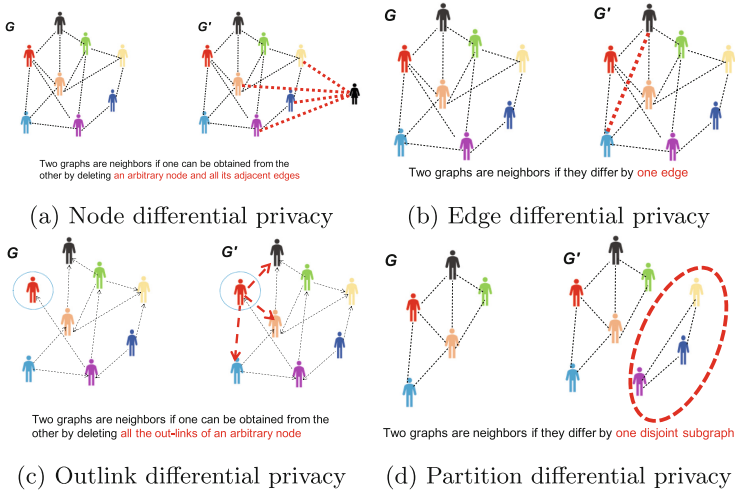 G
G'
Two graphs are neighbors if one can be obtained from the
other by deleting an arbitrary node and all its adjacent edges
(a) Node differential privacy
G
G'
Two graphs are neighbors if they differ by one edge
(b) Edge differential privacy
G
G'
Two graphs are neighbors if one can be obtained from the
other by deleting all the out-links of an arbitrary node
(c) Outlink differential privacy
G
G'
Two graphs are neighbors if they differ by one disjoint subgraph
(d) Partition differential privacy